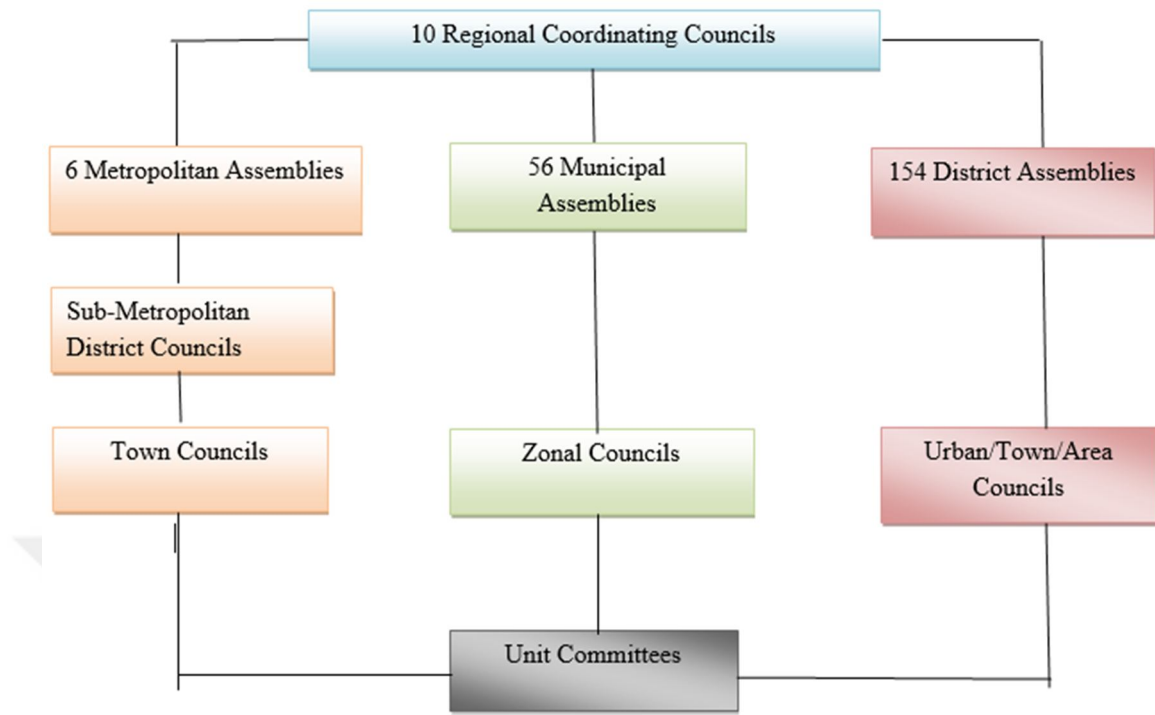 10 Regional Coordinating Councils
6 Metropolitan Assemblies
56 Municipal
Assemblies
154 District Assemblies
Sub-Metropolitan
District Councils
Town Councils
Zonal Councils
Urban/Town/Area
Councils
Unit Committees